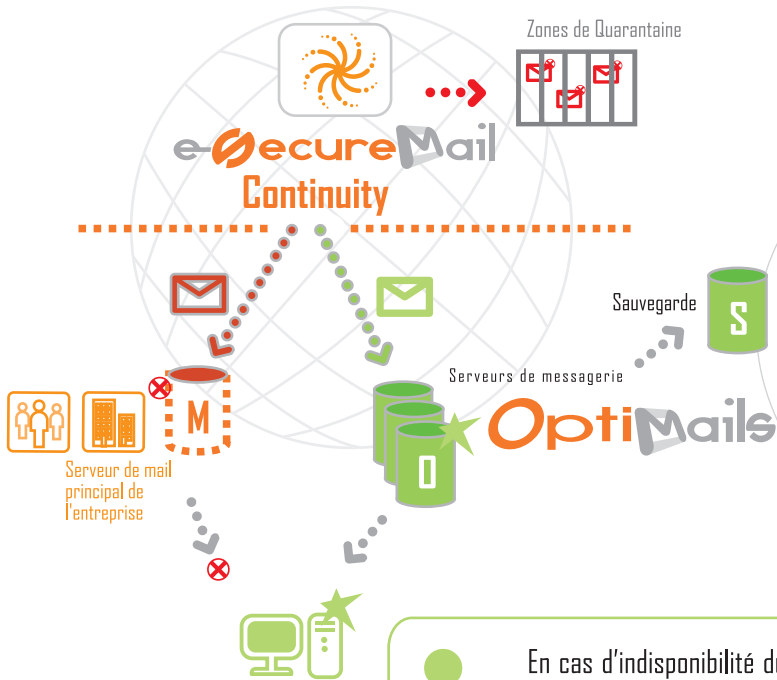 Zones de Quarantaine
e-SecureMail
Continuity
Sauvegarde
S
Serveurs de messagerie
OptiMails
M
O
Serveur de mail
principal de
l'entreprise
En cas d'indisponibilité du